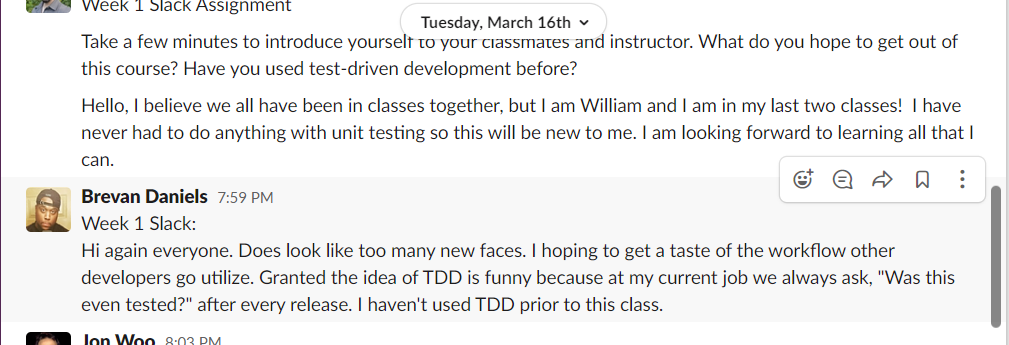 Week 1 Slack Assignment
Tuesday, March 16th
Take a few minutes to introduce yourself to your classmates and instructor. What do you hope to get out of
this course? Have you used test-driven development before?
Hello, I believe we all have been in classes together, but I am William and I am in my last two classes!  I have
never had to do anything with unit testing so this will be new to me. I am looking forward to learning all that I
can.
Brevan Daniels 7:59 PM
Week 1 Slack:
Hi again everyone. Does look like too many new faces. I hoping to get a taste of the workflow other
developers go utilize. Granted the idea of TDD is funny because at my current job we always ask, "Was this
even tested?" after every release. I haven't used TDD prior to this class.
Jon Woo 8:03 PM